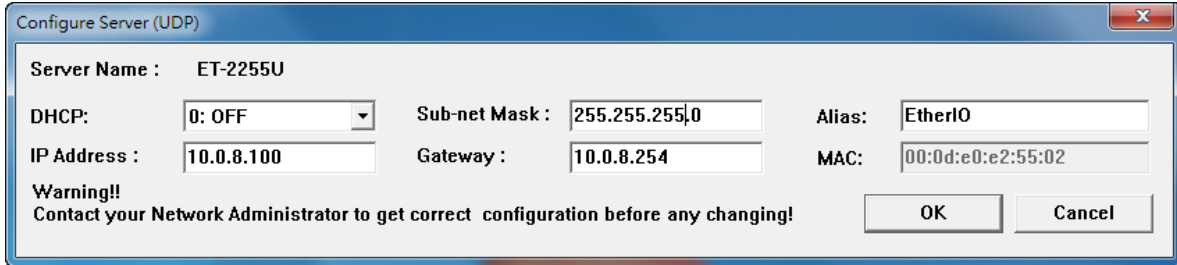 Configure Server (UDP)
Server Name : ET-2255U
DHCP: 0: OFF Sub-net Mask : 255.255.255.0 Alias: EtherIO
IP Address : 10.0.8.100 Gateway : 10.0.8.254 MAC: 00:0d:e0:e2:55:02
Warning!!
Contact your Network Administrator to get correct configuration before any changing!
OK Cancel